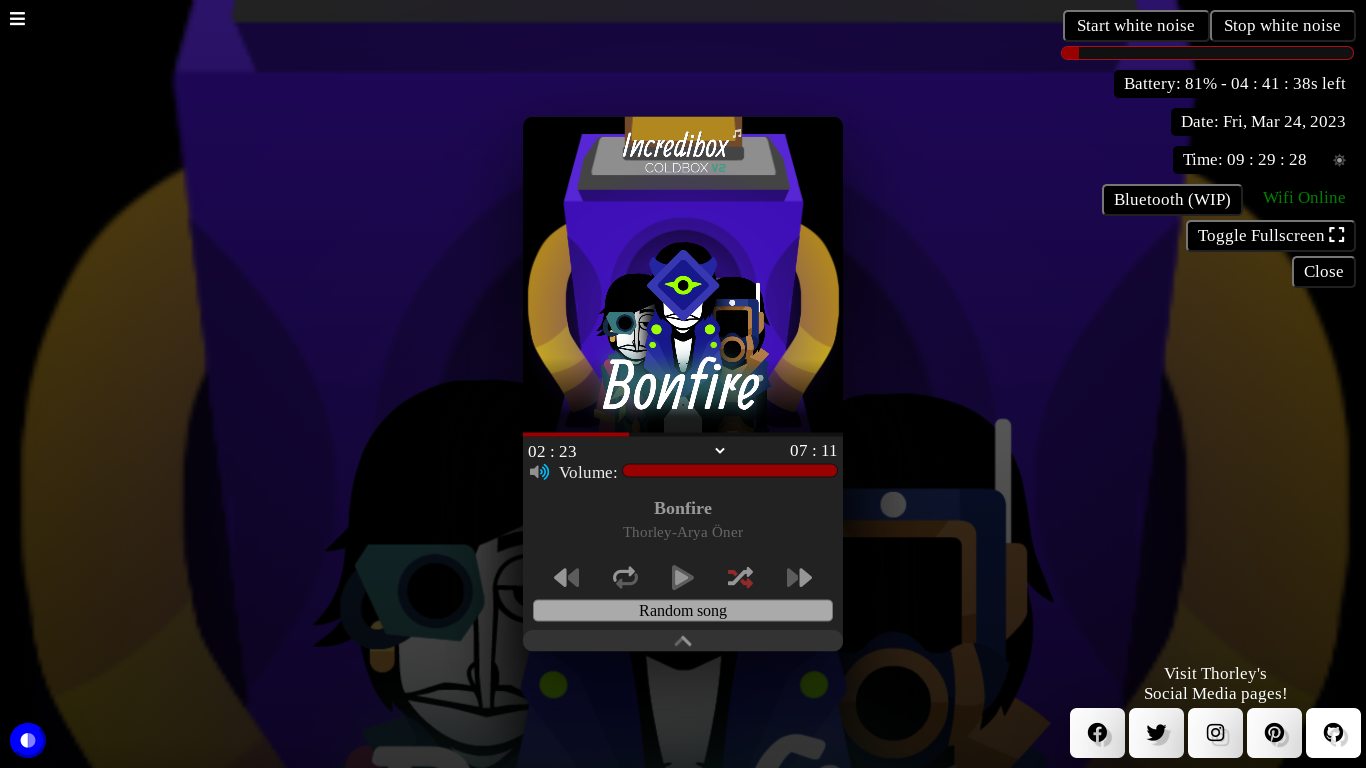 Start white noise
Stop white noise
Battery: 81% - 04 : 41 : 38s left
Date: Fri, Mar 24, 2023
Time: 09 : 29 : 28
Bluetooth (WIP)
Wifi Online
Toggle Fullscreen
Close
Incredibox
COLDBOX V2
Bonfire
02 : 23
07 : 11
Volume:
Bonfire
Thorley-Arya Öner
Random song
Visit Thorley's
Social Media pages!